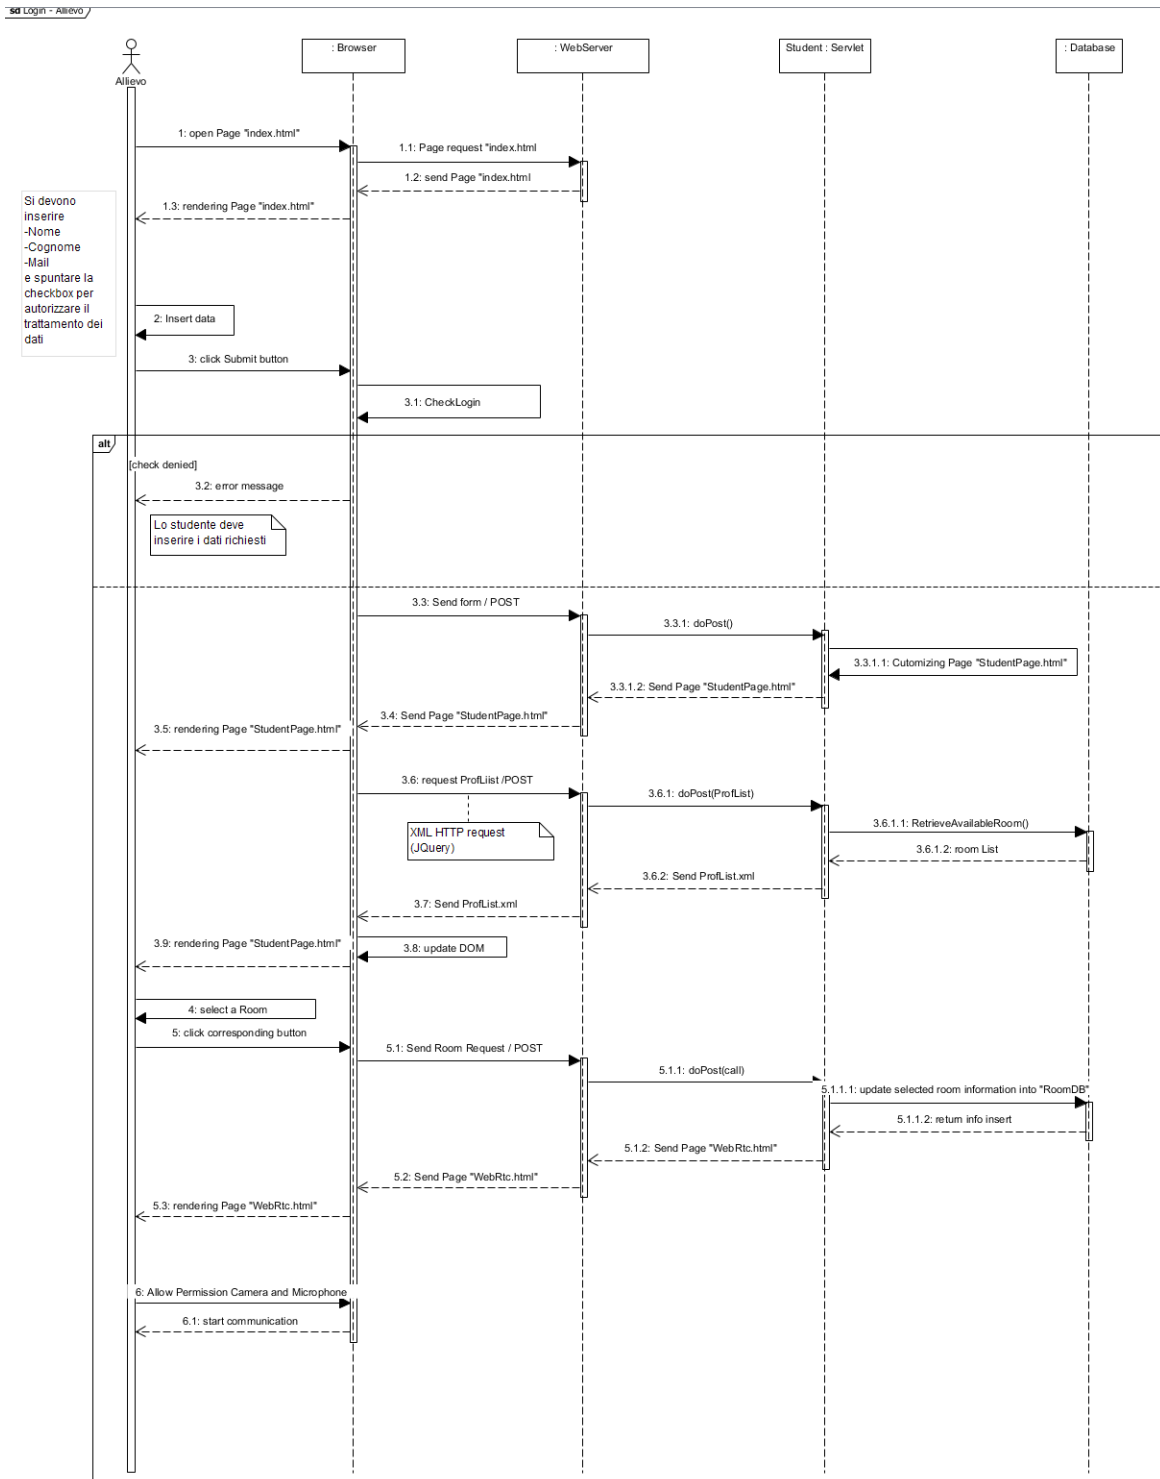 sd Login - Allievo
Allievo
: Browser
: WebServer
Student : Servlet
: Database
1: open Page "index.html"
1.1: Page request "index.html
1.2: send Page "index.html
1.3: rendering Page "index.html"
Si devono
inserire
-Nome
-Cognome
-Mail
e spuntare la
checkbox per
autorizzare il
trattamento dei
dati
2: Insert data
3: click Submit button
3.1: CheckLogin
alt
[check denied]
3.2: error message
Lo studente deve
inserire i dati richiesti
3.3: Send form / POST
3.3.1: doPost()
3.3.1.1: Cutomizing Page "StudentPage.html"
3.3.1.2: Send Page "StudentPage.html"
3.4: Send Page "StudentPage.html"
3.5: rendering Page "StudentPage.html"
3.6: request ProfLiist /POST
3.6.1: doPost(ProfList)
XML HTTP request
(JQuery)
3.6.1.1: RetrieveAvailableRoom()
3.6.1.2: room List
3.6.2: Send ProfList.xml
3.7: Send ProfList.xml
3.8: update DOM
3.9: rendering Page "StudentPage.html"
4: select a Room
5: click corresponding button
5.1: Send Room Request / POST
5.1.1: doPost(call)
5.1.1.1: update selected room information into "RoomDB"
5.1.1.2: return info insert
5.1.2: Send Page "WebRtc.html"
5.2: Send Page "WebRtc.html"
5.3: rendering Page "WebRtc.html"
6: Allow Permission Camera and Microphone
6.1: start communication